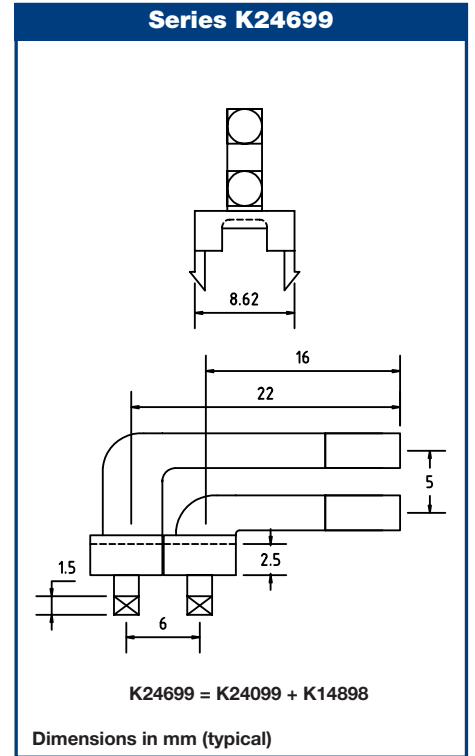 Series K24699
8.62
16
22
5
1.5
2.5
6
K24699 = K24099 + K14898
Dimensions in mm (typical)